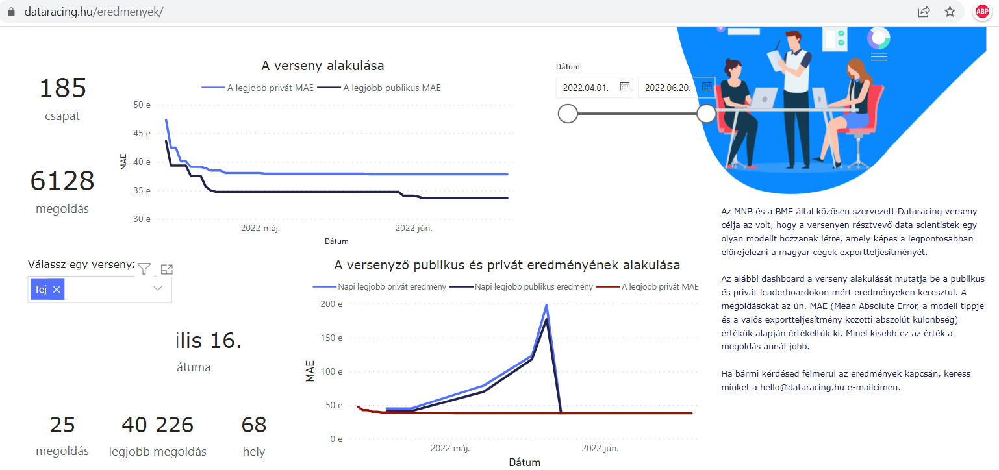 dataracing.hu/eredmenyek/
ABP
185
csapat
6128
megoldás
A verseny alakulása
A legjobb privát MAE
A legjobb publikus MAE
50 e
45 e
40 e
35 e
30 e
MAE
2022 máj.
2022 jún.
Dátum
Dátum
2022.04.01.
2022.06.20.
Az MNB és a BME által közösen szervezett Dataracing verseny
célja az volt, hogy a versenyen résztvevő data scientistek egy
olyan modellt hozzanak létre, amely képes a legpontosabban
előrejelezni a magyar cégek exportteljesítményét.
Az alábbi dashboard a verseny alakulását mutatja be a publikus
és privát leaderboardokon mért eredményeken keresztül. A
megoldásokat az ún. MAE (Mean Absolute Error, a modell tippje
és a valós exportteljesítmény közötti abszolút különbség)
értékük alapján értékeltük ki. Minél kisebb ez az érték a
megoldás annál jobb.
Ha bármi kérdésed felmerül az eredmények kapcsán, keress
minket a hello@dataracing.hu e-mailcímen.
Válassz egy versenyz
Tej
ilis 16.
átuma
25
megoldás
40 226
legjobb megoldás
68
hely
A versenyző publikus és privát eredményének alakulása
Napi legjobb privát eredmény
Napi legjobb publikus eredmény
A legjobb privát MAE
200 e
150 e
100 e
50 e
0 e
MAE
2022 máj.
2022 jún.
Dátum